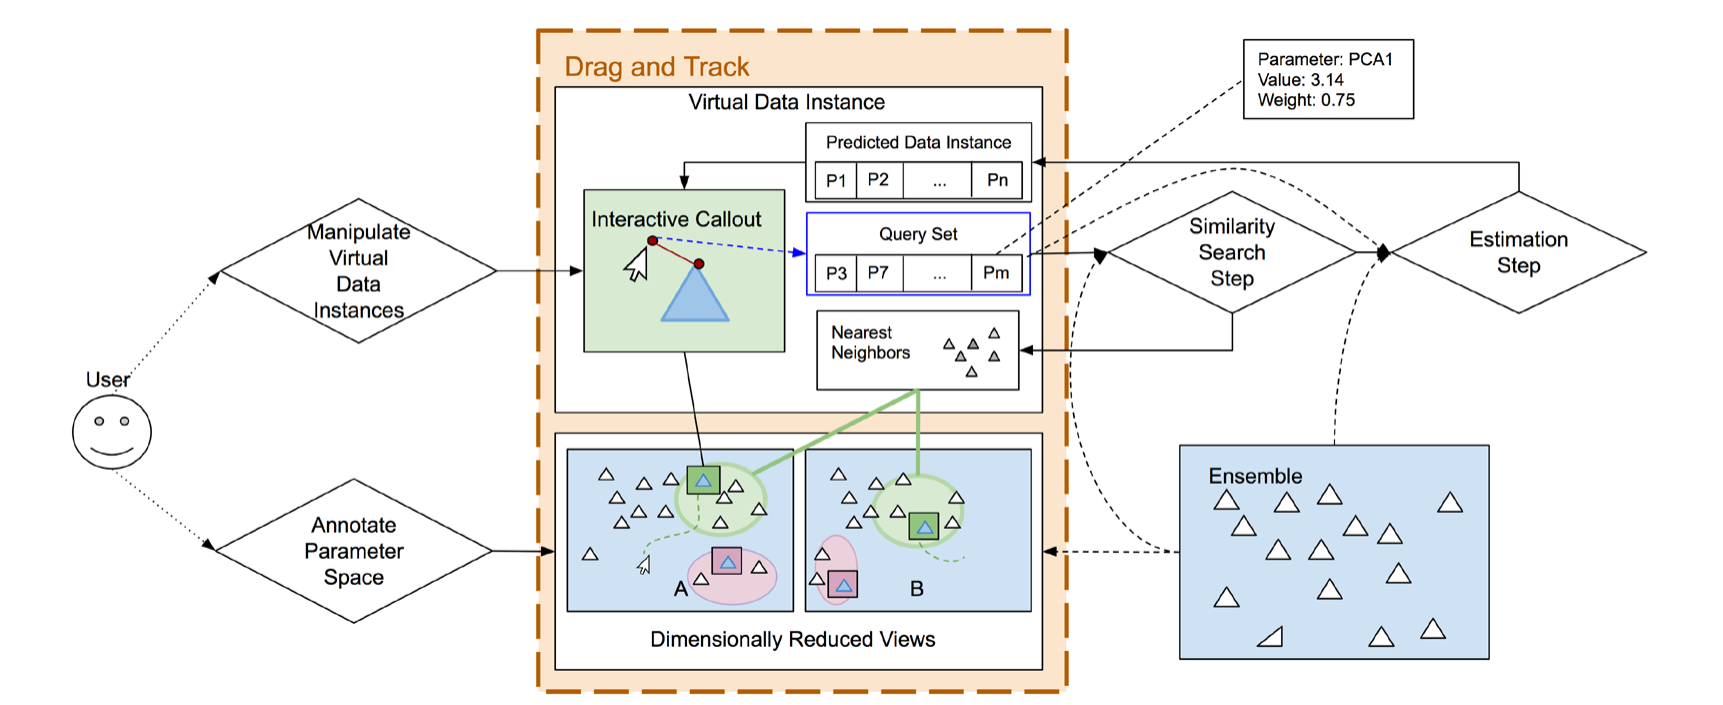 Drag and Track
Virtual Data Instance
Parameter: PCA1
Value: 3.14
Weight: 0.75
Predicted Data Instance
P1 P2 ... Pn
Interactive Callout
Query Set
P3 P7 ... Pm
Manipulate
Virtual
Data
Instances
Similarity
Search
Step
Estimation
Step
Nearest
Neighbors
User
Annotate
Parameter
Space
Ensemble
A
B
Dimensionally Reduced Views